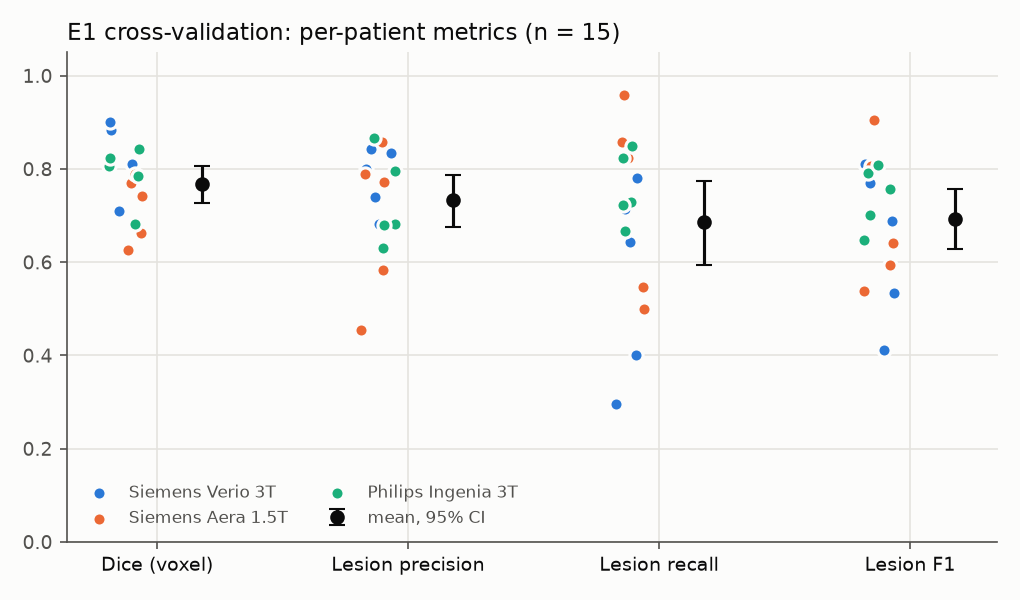 E1 cross-validation: per-patient metrics (n = 15)
1.0
0.8
0.6
0.4
0.2
0.0
Siemens Verio 3T
Siemens Aera 1.5T
Philips Ingenia 3T
mean, 95% CI
Dice (voxel)
Lesion precision
Lesion recall
Lesion F1